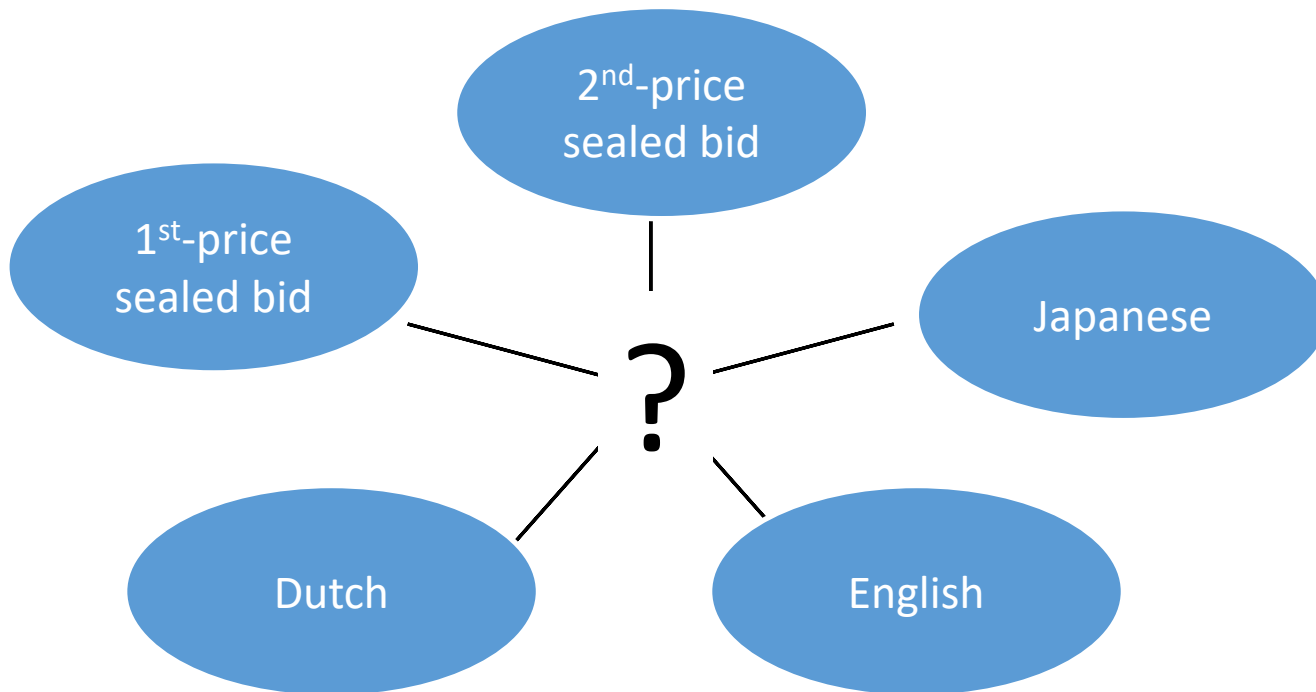 2nd-price
sealed bid
1st-price
sealed bid
Japanese
?
Dutch
English